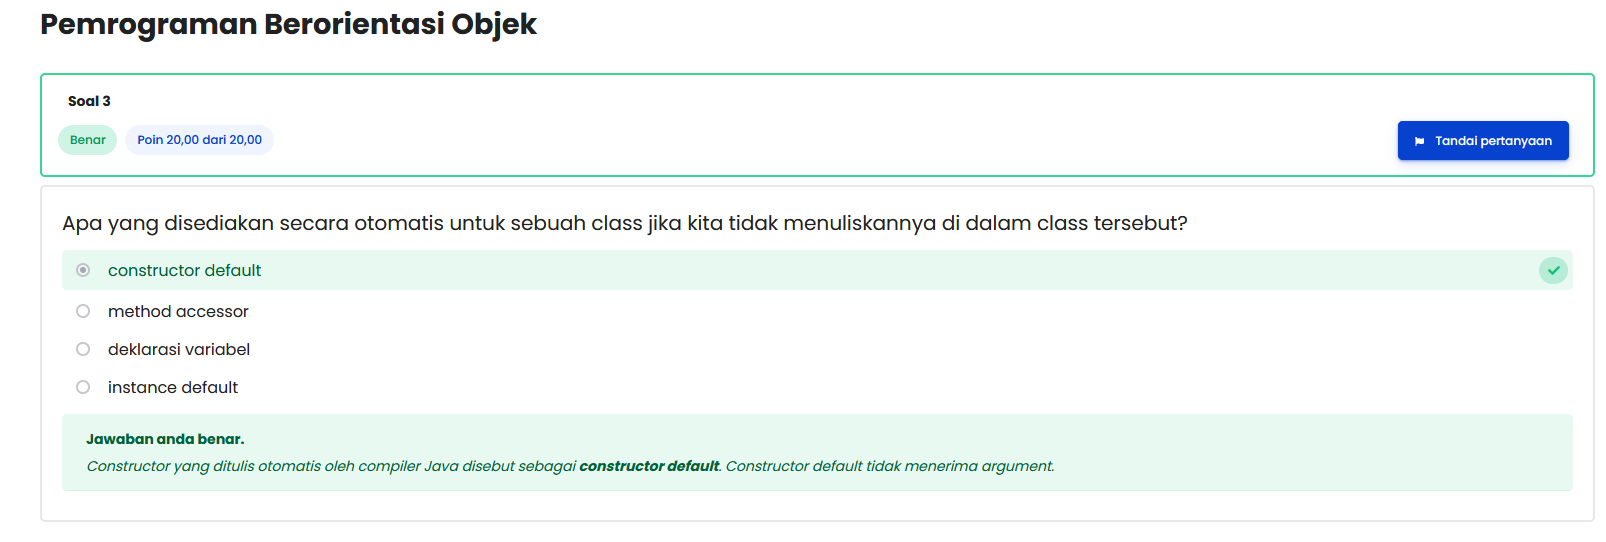 Pemrograman Berorientasi Objek
Soal 3
Benar
Poin 20,00 dari 20,00
Tandai pertanyaan
Apa yang disediakan secara otomatis untuk sebuah class jika kita tidak menuliskannya di dalam class tersebut?
constructor default
method accessor
deklarasi variabel
instance default
Jawaban anda benar.
Constructor yang ditulis otomatis oleh compiler Java disebut sebagai constructor default. Constructor default tidak menerima argument.